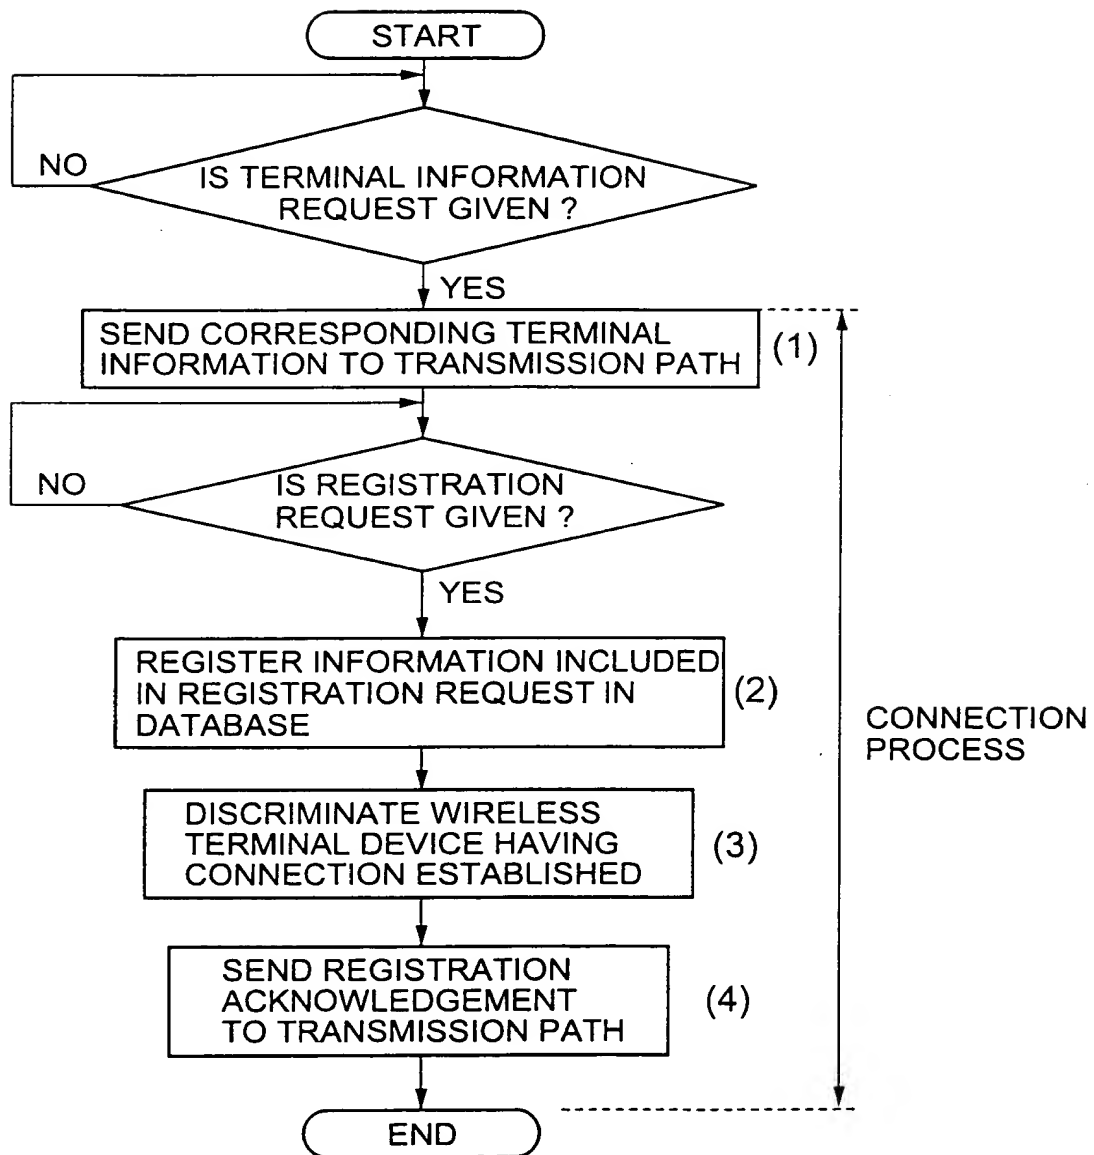 START
NO
IS TERMINAL INFORMATION
REQUEST GIVEN ?
YES
SEND CORRESPONDING TERMINAL
INFORMATION TO TRANSMISSION PATH
(1)
NO
IS REGISTRATION
REQUEST GIVEN ?
YES
REGISTER INFORMATION INCLUDED
IN REGISTRATION REQUEST IN
DATABASE
(2)
CONNECTION
PROCESS
DISCRIMINATE WIRELESS
TERMINAL DEVICE HAVING
CONNECTION ESTABLISHED
(3)
SEND REGISTRATION
ACKNOWLEDGEMENT
TO TRANSMISSION PATH
(4)
END